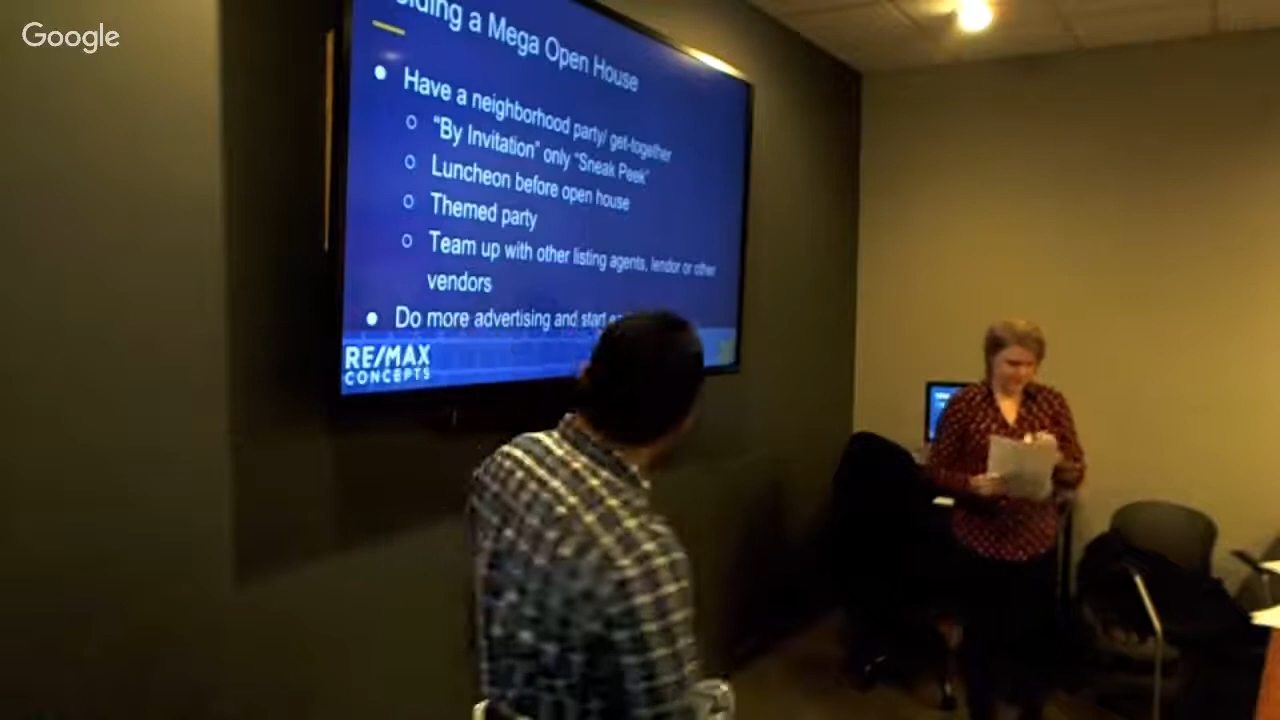 Google
a Mega Open House
Have a neighborhood party/ get-together
"By Invitation" only "Sneak Peek"
Luncheon before open house
Themed party
Team up with other listing agents, lendor or other
vendors
Do more advertising and start
RE/MAX
CONCEPTS